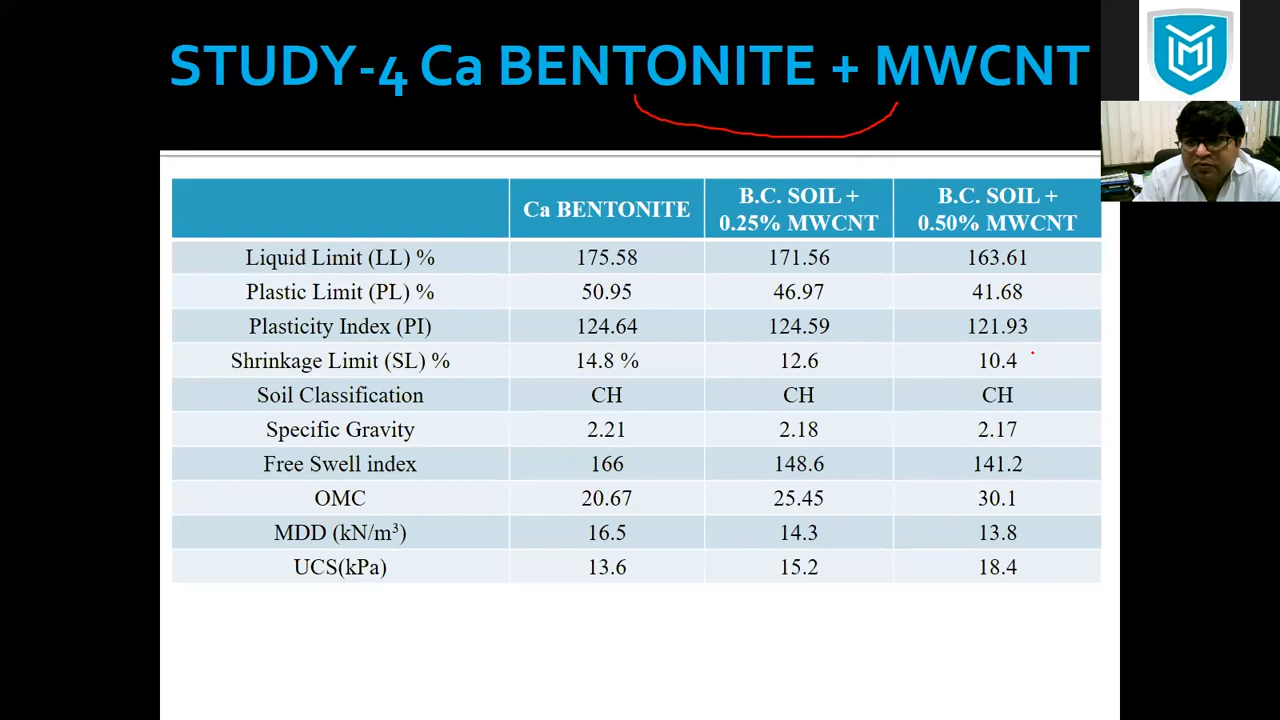 STUDY-4 Ca BENTONITE + MWCNT
Ca BENTONITE
B.C. SOIL +
0.25% MWCNT
B.C. SOIL +
0.50% MWCNT
Liquid Limit (LL) % 175.58 171.56 163.61
Plastic Limit (PL) % 50.95 46.97 41.68
Plasticity Index (PI) 124.64 124.59 121.93
Shrinkage Limit (SL) % 14.8 % 12.6 10.4
Soil Classification CH CH CH
Specific Gravity 2.21 2.18 2.17
Free Swell index 166 148.6 141.2
OMC 20.67 25.45 30.1
MDD (kN/m³) 16.5 14.3 13.8
UCS(kPa) 13.6 15.2 18.4